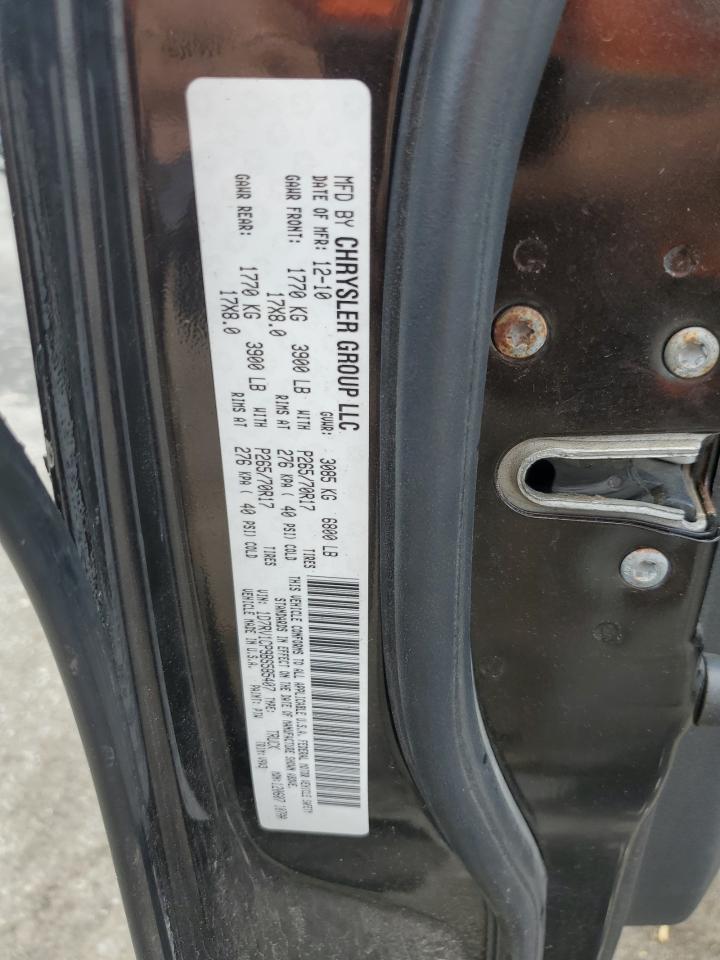 MFD BY CHRYSLER GROUP LLC
DATE OF MFR: 12-10 GVWR: 3085 KG 6800 LB
GAWR FRONT: 1770 KG 3900 LB WITH P265/70R17 TIRES
17X8.0 RIMS AT 276 KPA ( 40 PSI) COLD
GAWR REAR: 1770 KG 3900 LB WITH P265/70R17 TIRES
17X8.0 RIMS AT 276 KPA ( 40 PSI) COLD
THIS VEHICLE CONFORMS TO ALL APPLICABLE U.S.A. FEDERAL MOTOR VEHICLE SAFETY
STANDARDS IN EFFECT ON THE DATE OF MANUFACTURE SHOWN ABOVE.
VIN: 1D7RV1CP9BS585407 TYPE: TRUCK
VEHICLE MADE IN U.S.A. PAINT: PTW